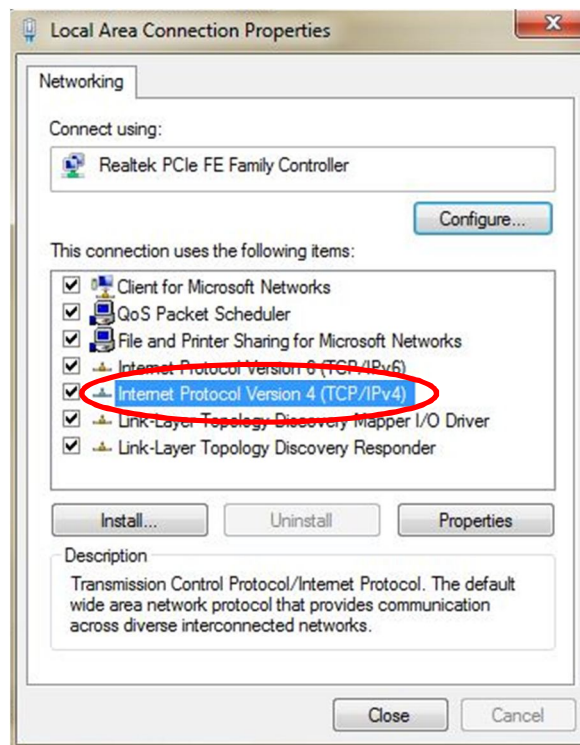 Local Area Connection Properties
Networking
Connect using:
Realtek PCIe FE Family Controller
Configure...
This connection uses the following items:
Client for Microsoft Networks
QoS Packet Scheduler
File and Printer Sharing for Microsoft Networks
Internet Protocol Version 6 (TCP/IPv6)
Internet Protocol Version 4 (TCP/IPv4)
Link-Layer Topology Discovery Mapper I/O Driver
Link-Layer Topology Discovery Responder
Install... Uninstall Properties
Description
Transmission Control Protocol/Internet Protocol. The default
wide area network protocol that provides communication
across diverse interconnected networks.
Close Cancel